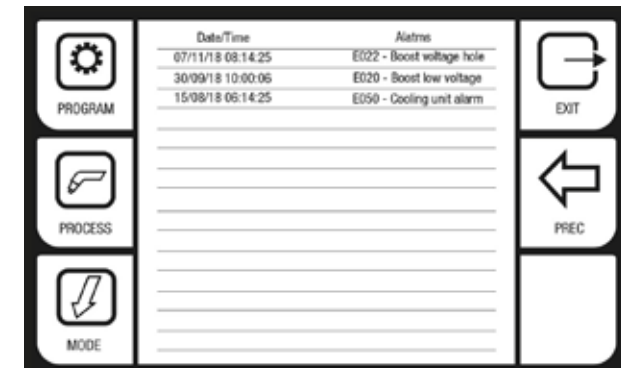 Date/Time Alatrns
07/11/18 08:14:25 E022 - Boost voltage hole
30/09/18 10:00:06 E020 - Boost low voltage
15/08/18 06:14:25 E050 - Cooling unit alarm
PROGRAM
PROCESS
MODE
EXIT
PREC